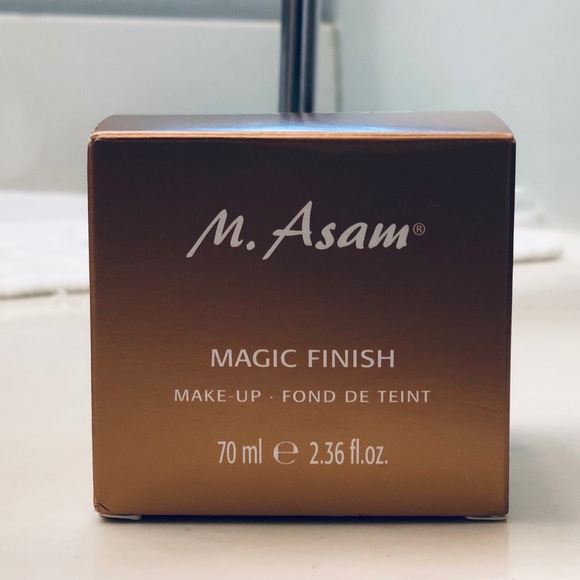 M. Asam®
MAGIC FINISH
MAKE-UP · FOND DE TEINT
70 ml ℮ 2.36 fl.oz.